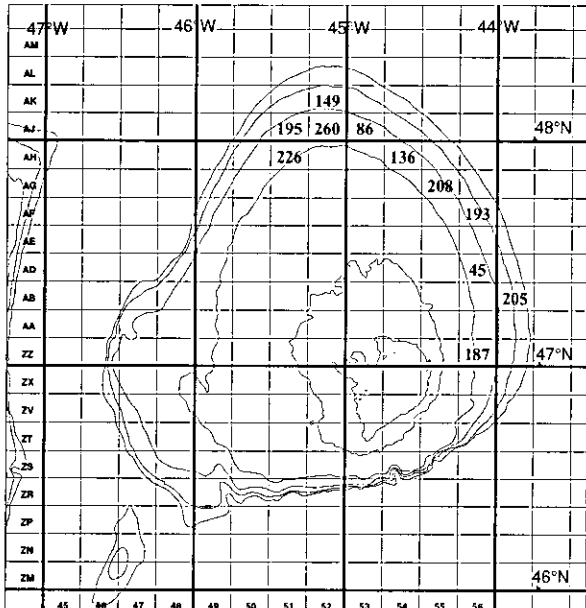 47°W 46°W 45°W 44°W
AM
AL
AK 149
AJ 195 260 86 48°N
AH 226 136
AG 208
AF 193
AE
AD 45
AB 205
AA
ZZ 187 47°N
ZX
ZV
ZT
ZS
ZR
ZP
ZN
ZM 46°N
45 46 47 48 49 50 51 52 53 54 55 56